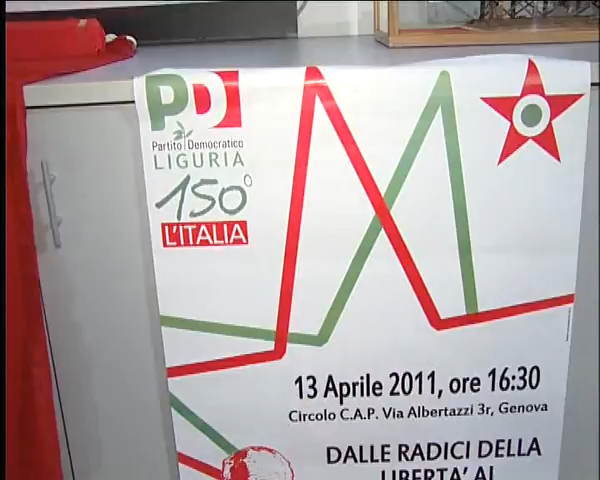 PD
Partito Democratico
LIGURIA
150°
L'ITALIA
13 Aprile 2011, ore 16:30
Circolo C.A.P. Via Albertazzi 3r, Genova
DALLE RADICI DELLA
LIBERTA' AI